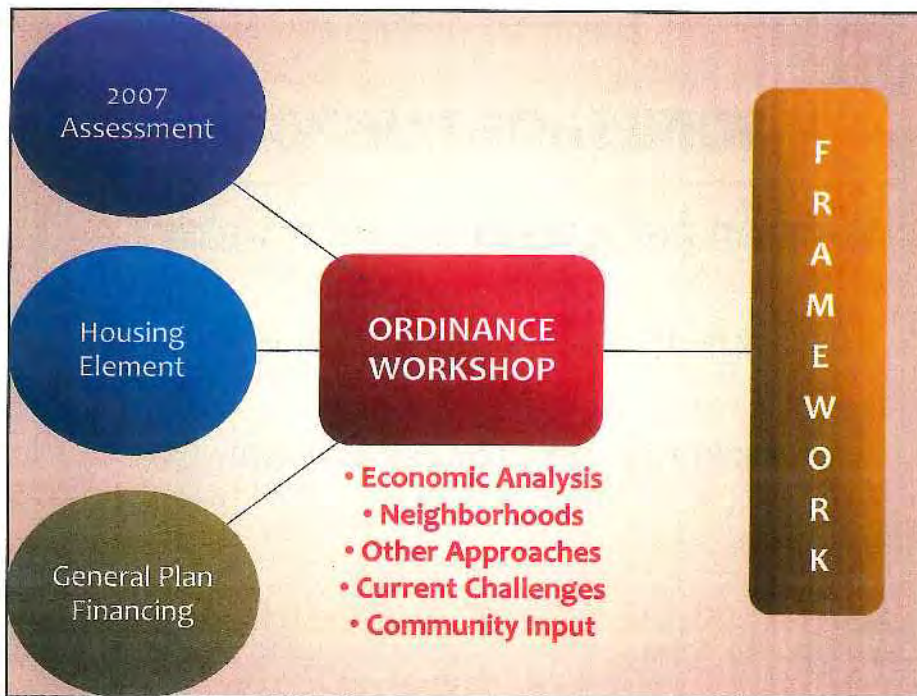 2007
Assessment
Housing
Element
General Plan
Financing
ORDINANCE
WORKSHOP
• Economic Analysis
• Neighborhoods
• Other Approaches
• Current Challenges
• Community Input
F
R
A
M
E
W
O
R
K